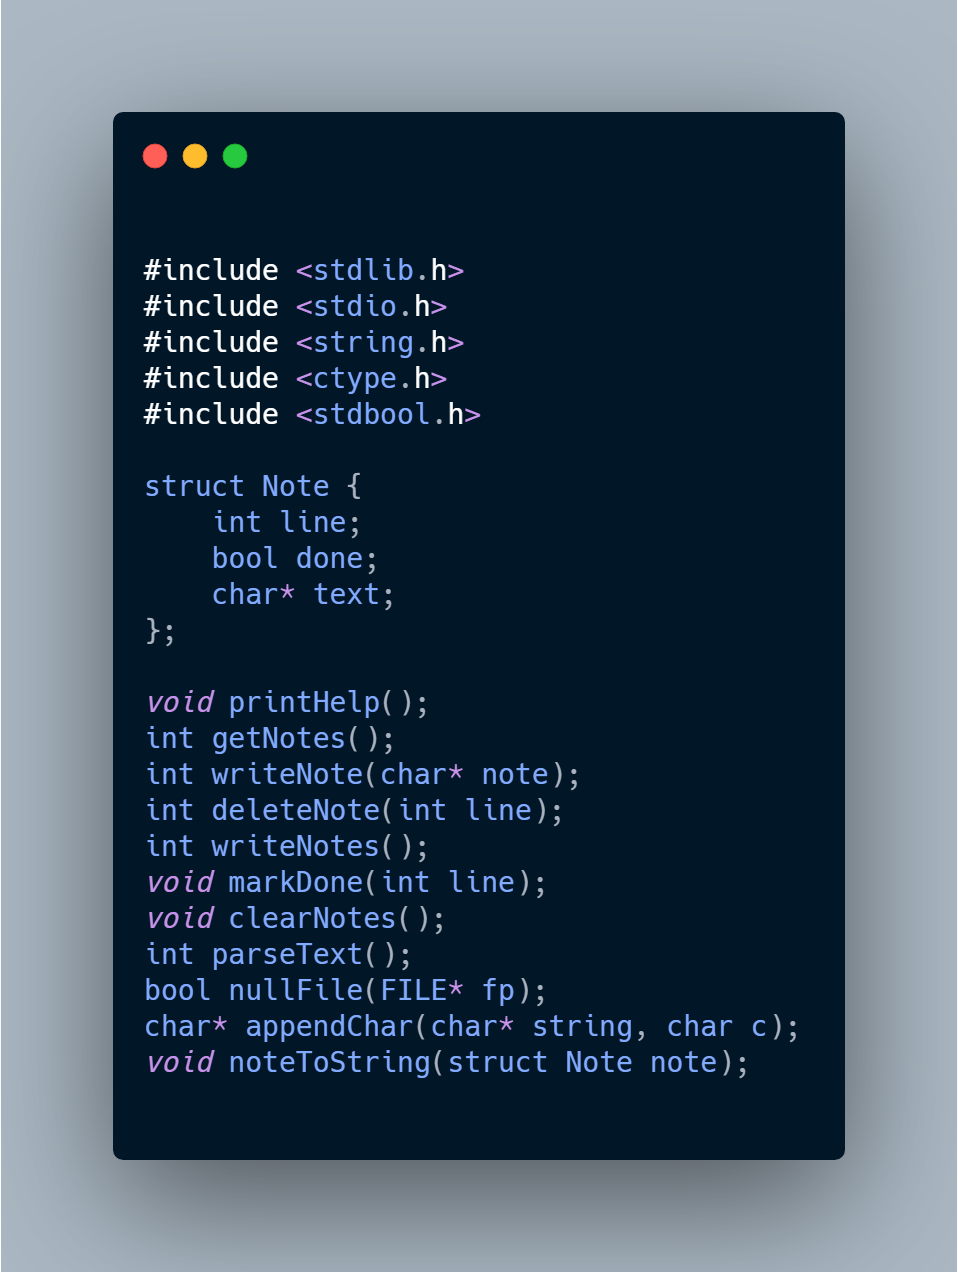 #include <stdlib.h>
#include <stdio.h>
#include <string.h>
#include <ctype.h>
#include <stdbool.h>

struct Note {
    int line;
    bool done;
    char* text;
};

void printHelp();
int getNotes();
int writeNote(char* note);
int deleteNote(int line);
int writeNotes();
void markDone(int line);
void clearNotes();
int parseText();
bool nullFile(FILE* fp);
char* appendChar(char* string, char c);
void noteToString(struct Note note);